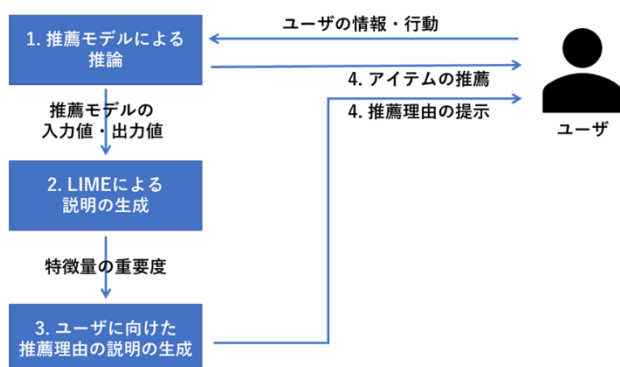 1. 推薦モデルによる
推論
ユーザの情報・行動
4. アイテムの推薦
4. 推薦理由の提示
ユーザ
推薦モデルの
入力値・出力値
2. LIMEによる
説明の生成
特徴量の重要度
3. ユーザに向けた
推薦理由の説明の生成